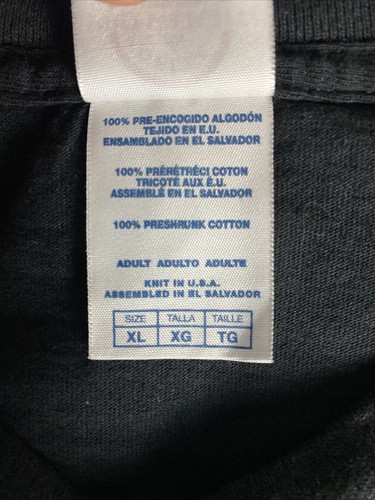 100% PRE-ENCOGIDO ALGODÓN
TEJIDO EN E.U.
ENSAMBLADO EN EL SALVADOR
100% PRÉRÉTRÉCI COTON
TRICOTÉ AUX É.U.
ASSEMBLÉ EN EL SALVADOR
100% PRESHRUNK COTTON
ADULT ADULTO ADULTE
KNIT IN U.S.A.
ASSEMBLED IN EL SALVADOR
SIZE TALLA TAILLE
XL XG TG